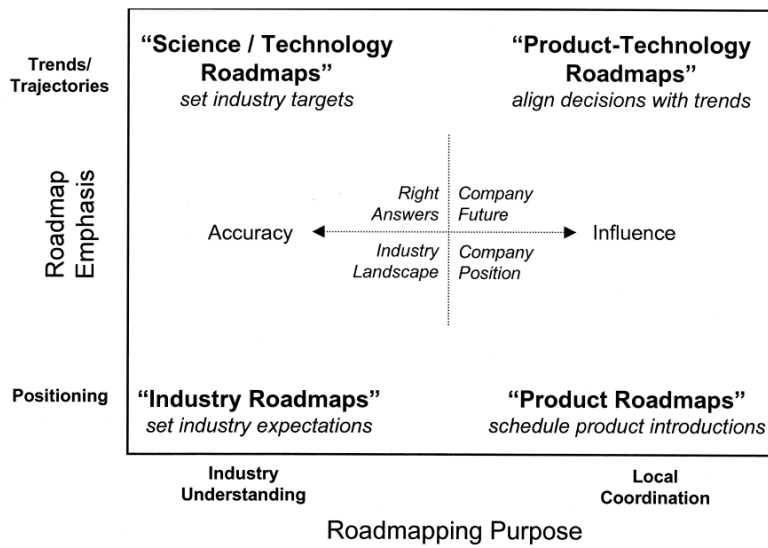 “Science / Technology
Roadmaps”
set industry targets
“Product-Technology
Roadmaps”
align decisions with trends
Trends/
Trajectories
Roadmap
Emphasis
Right
Answers
Company
Future
Accuracy
Influence
Industry
Landscape
Company
Position
Positioning
“Industry Roadmaps”
set industry expectations
“Product Roadmaps”
schedule product introductions
Industry
Understanding
Local
Coordination
Roadmapping Purpose